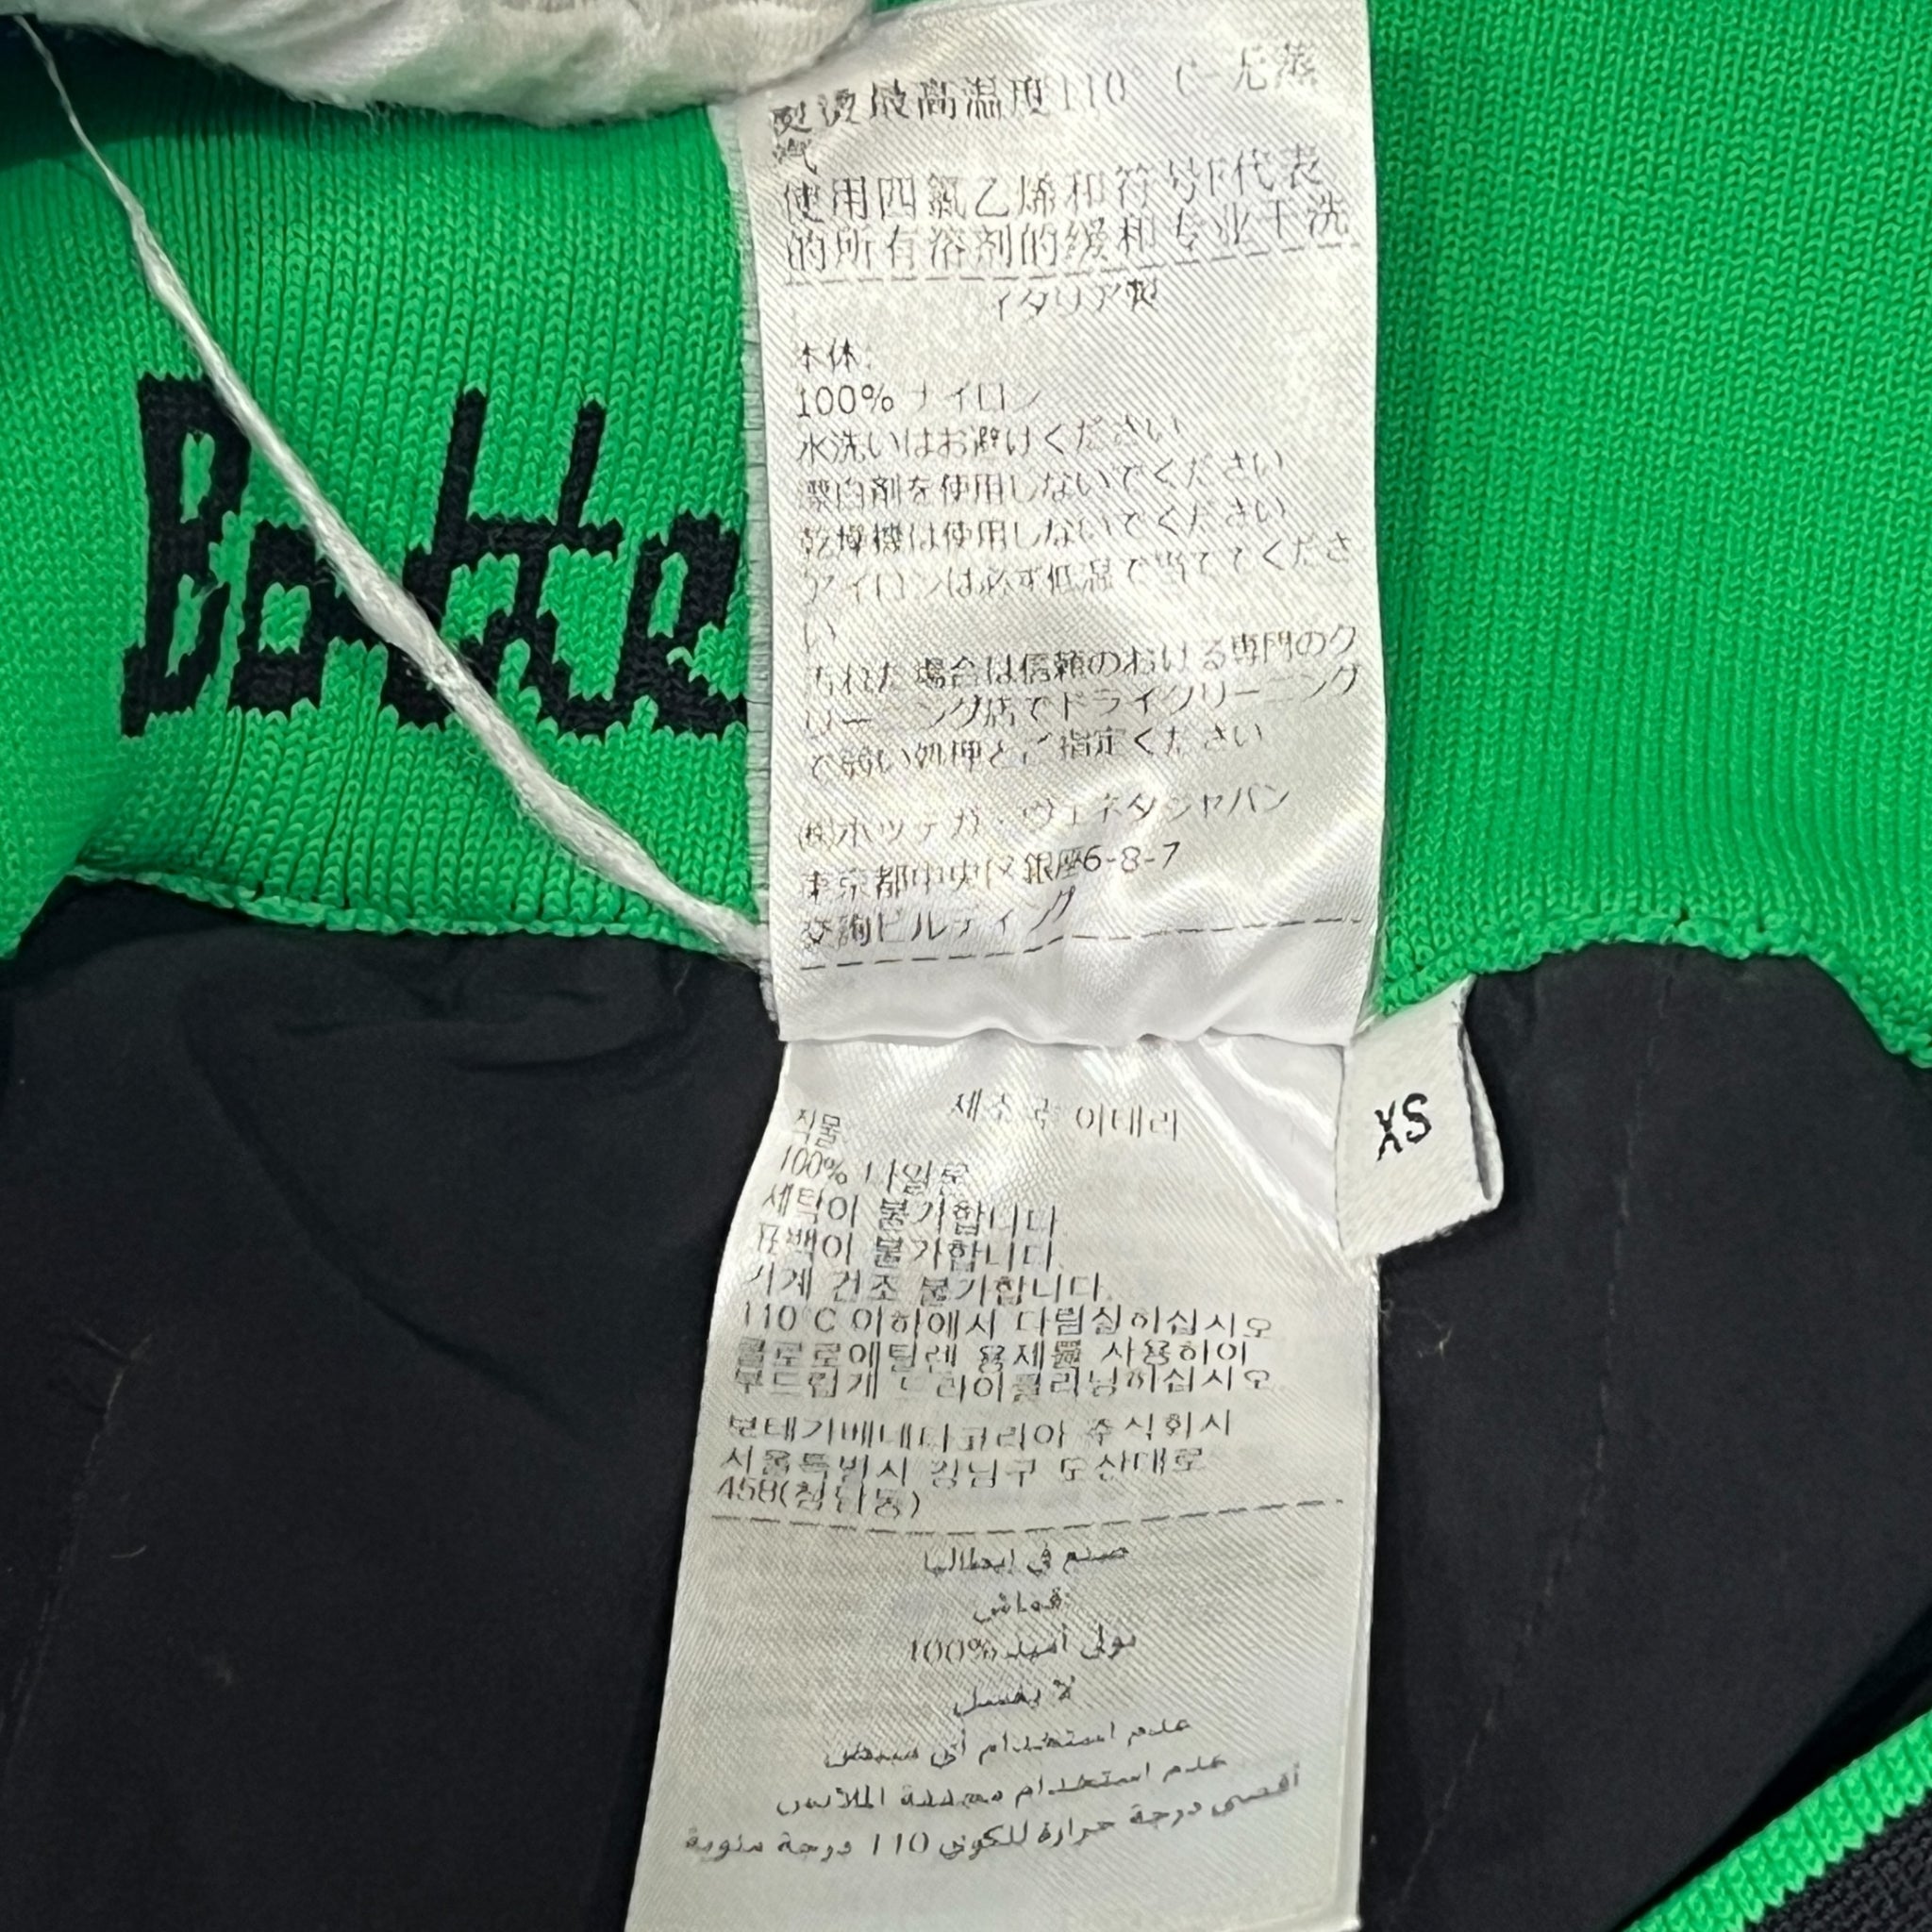 Botte
熨烫最高温度110° C-无蒸
汽
使用四氯乙烯和符号F代表
的所有溶剂的缓和专业干洗
イタリア製
本体:
100% ナイロン
水洗いはお避けください
漂白剤を使用しないでください
乾燥機は使用しないでください
アイロンは必ず低温で当ててくださ
い
汚れた場合は信頼のおける専門のク
リーニング店でドライクリーニング
で弱い処理とご指定ください
(株)ボッテガ・ヴェネタジャパン
東京都中央区銀座6-8-7
交詢ビルディング
XS
제조국 이태리
직물
100% 나일론
세탁이 불가합니다
표백이 불가합니다.
기계 건조 불가합니다.
110°C 이하에서 다림질하십시오
클로로에틸렌 용제를 사용하여
부드럽게 드라이클리닝하십시오
보테가베네타코리아 주식회사
서울특별시 강남구 도산대로
458(청담동)
صنع في إيطاليا
قماش:
بولي أميد %100
لا يغسل
عدم استخدام أي مبيض
عدم استخدام مجففة الملابس
أقصى درجة حرارة للكوي 110 درجة مئوية